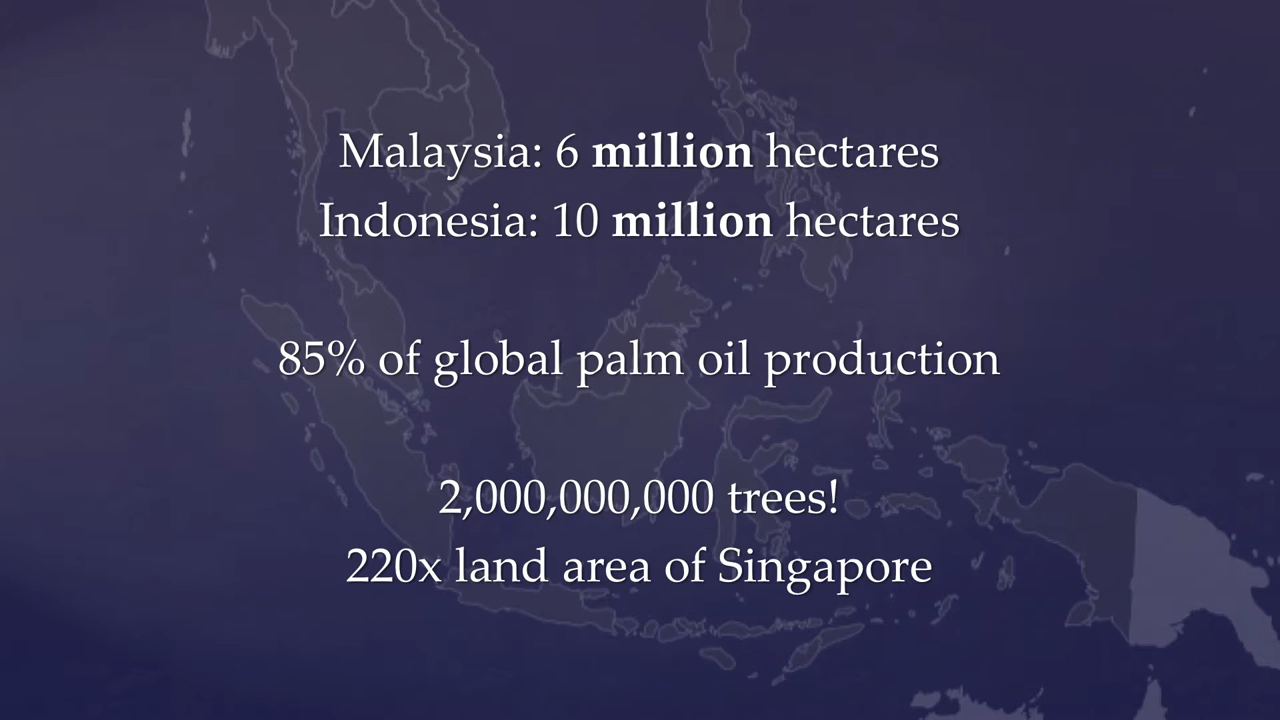 Malaysia: 6 million hectares
Indonesia: 10 million hectares
85% of global palm oil production
2,000,000,000 trees!
220x land area of Singapore